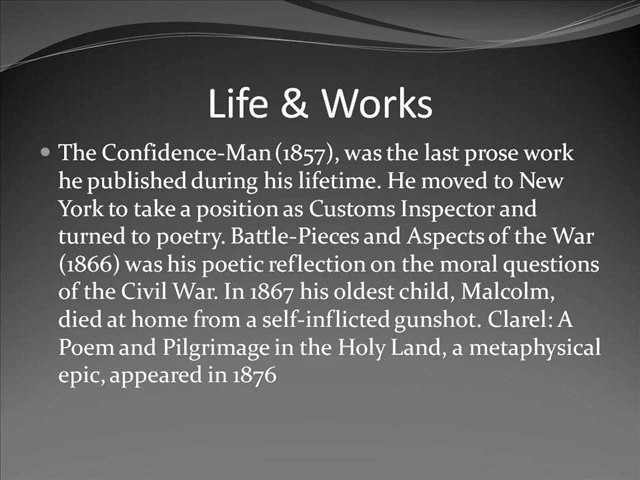 Life & Works
The Confidence-Man (1857), was the last prose work
he published during his lifetime. He moved to New
York to take a position as Customs Inspector and
turned to poetry. Battle-Pieces and Aspects of the War
(1866) was his poetic reflection on the moral questions
of the Civil War. In 1867 his oldest child, Malcolm,
died at home from a self-inflicted gunshot. Clarel: A
Poem and Pilgrimage in the Holy Land, a metaphysical
epic, appeared in 1876